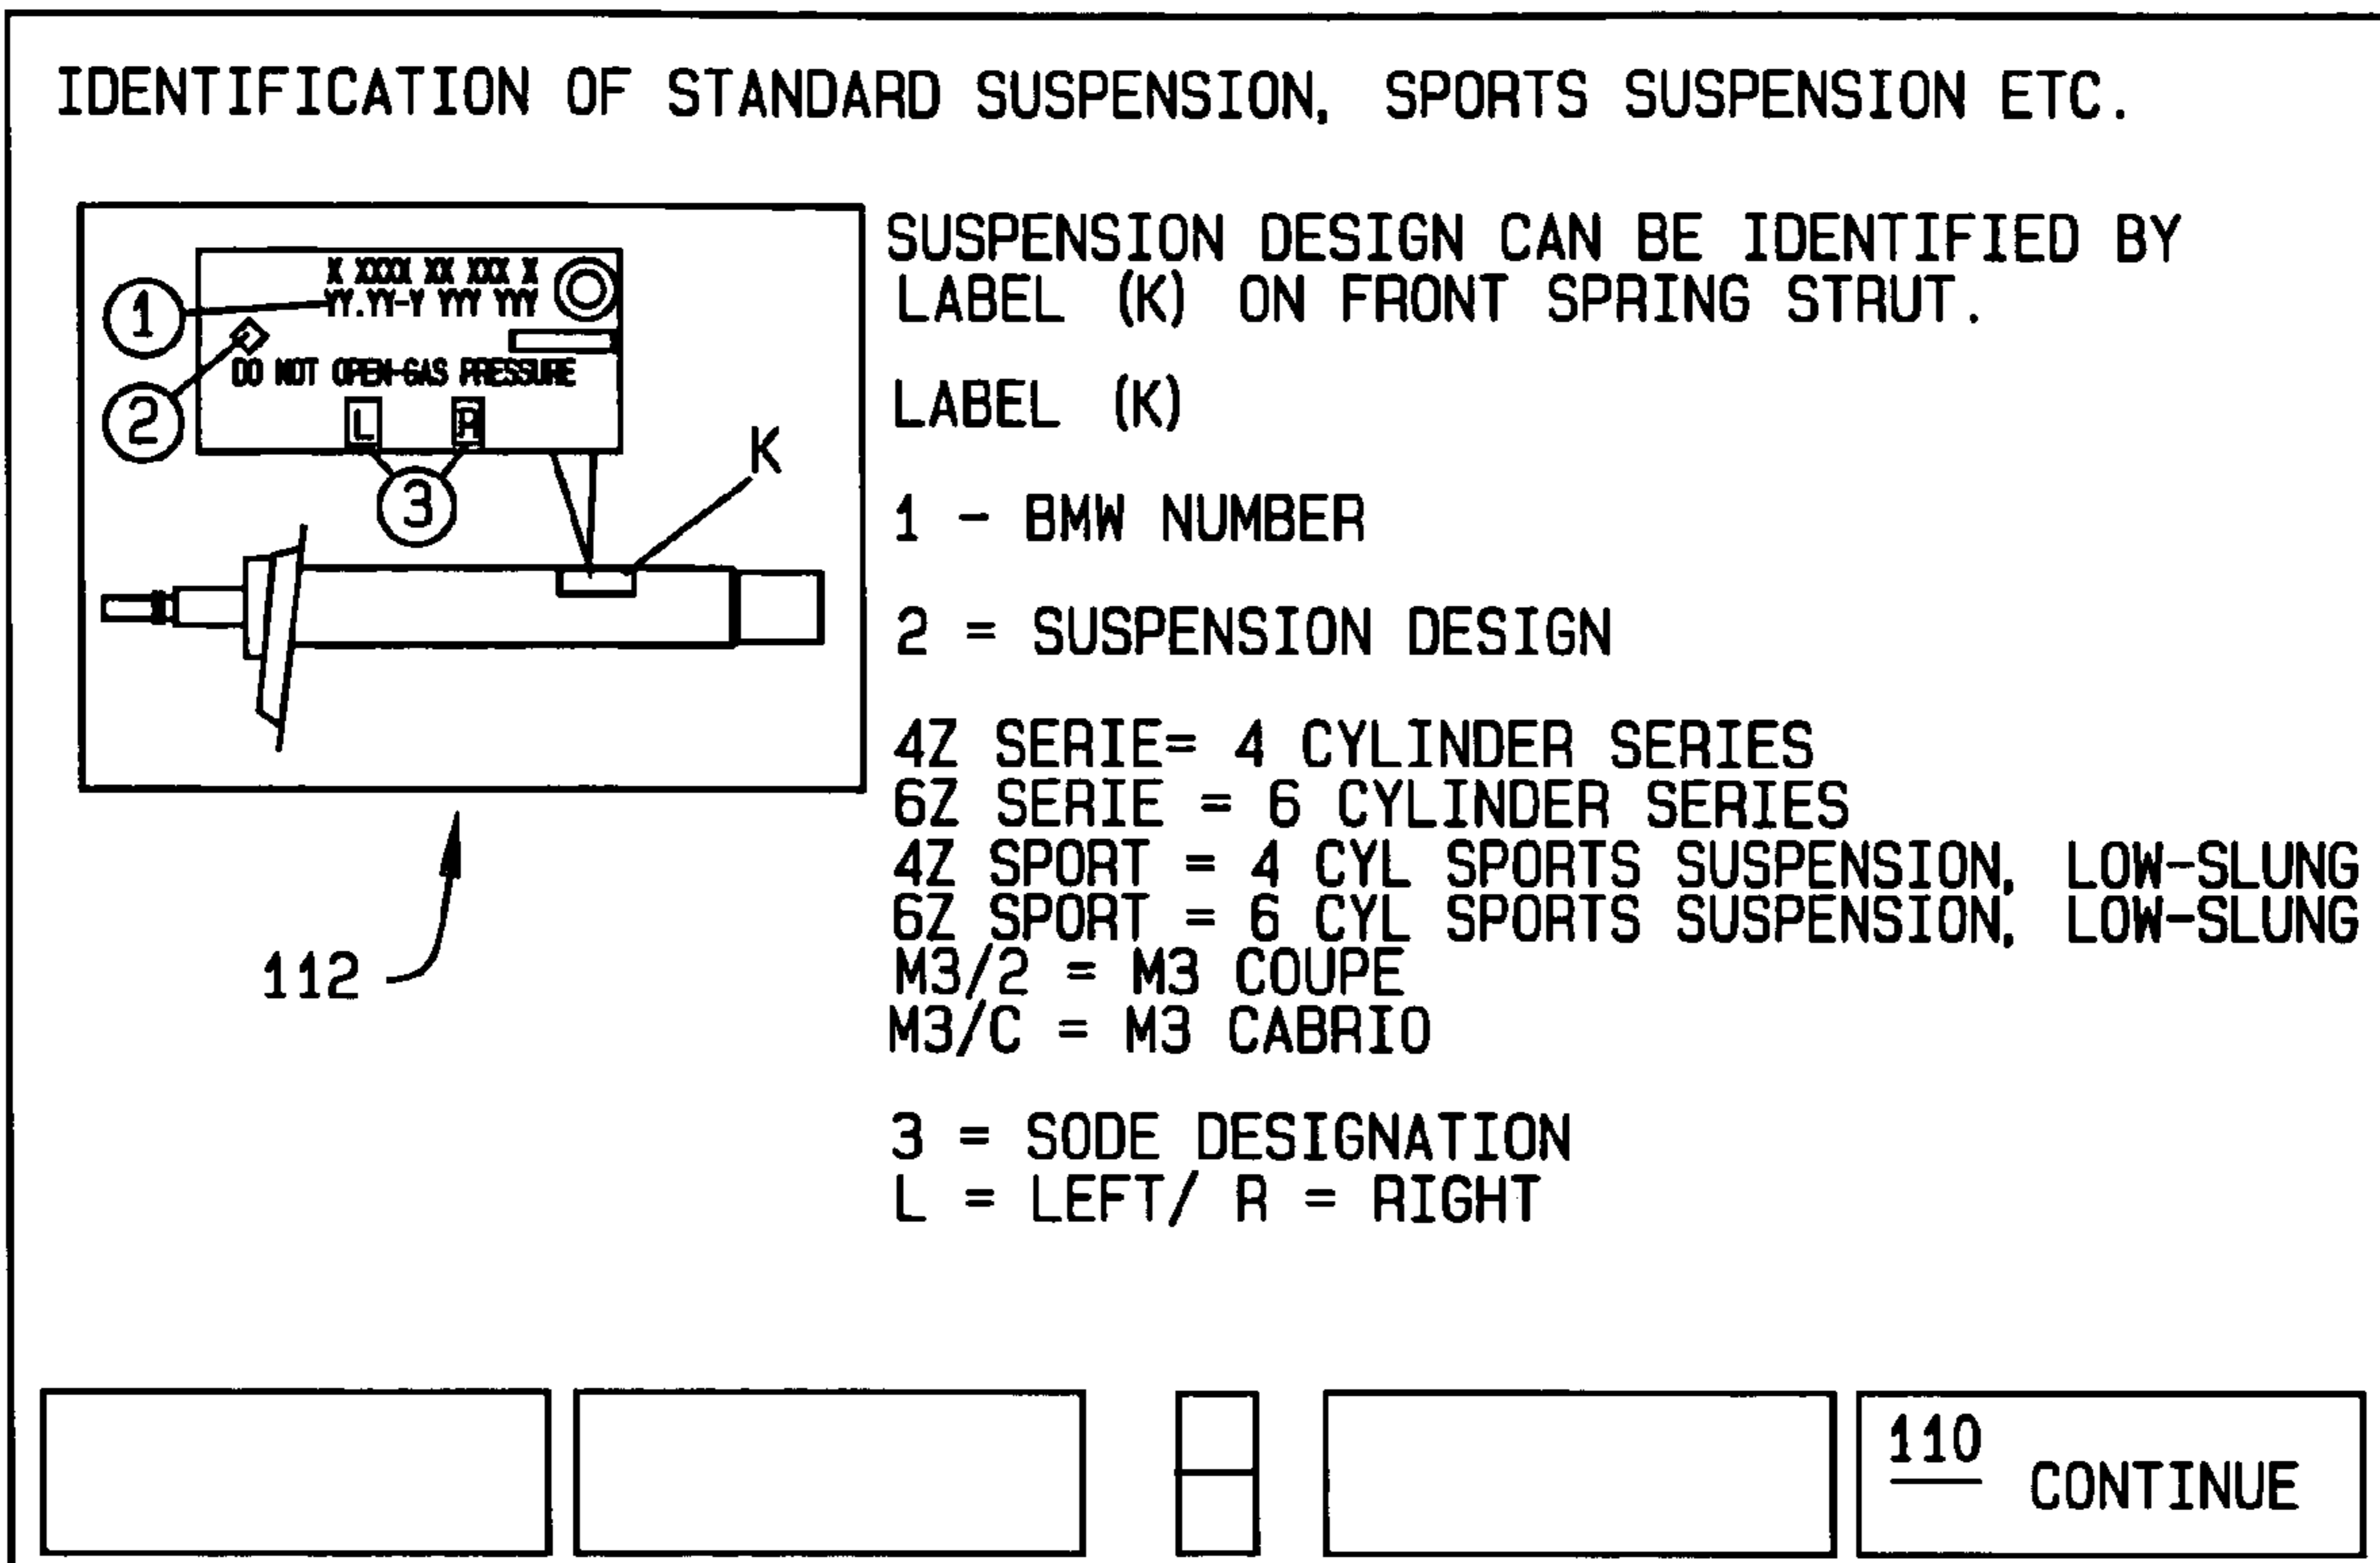 IDENTIFICATION OF STANDARD SUSPENSION, SPORTS SUSPENSION ETC.
X XXXX XX XXX X
YY.YY-Y YYY YYY
1
2
DO NOT OPEN-GAS PRESSURE
2
L R
3
K
112
SUSPENSION DESIGN CAN BE IDENTIFIED BY
LABEL (K) ON FRONT SPRING STRUT.
LABEL (K)
1 - BMW NUMBER
2 = SUSPENSION DESIGN
4Z SERIE= 4 CYLINDER SERIES
6Z SERIE = 6 CYLINDER SERIES
4Z SPORT = 4 CYL SPORTS SUSPENSION, LOW-SLUNG
6Z SPORT = 6 CYL SPORTS SUSPENSION, LOW-SLUNG
M3/2 = M3 COUPE
M3/C = M3 CABRIO
3 = SODE DESIGNATION
L = LEFT/ R = RIGHT
110
CONTINUE